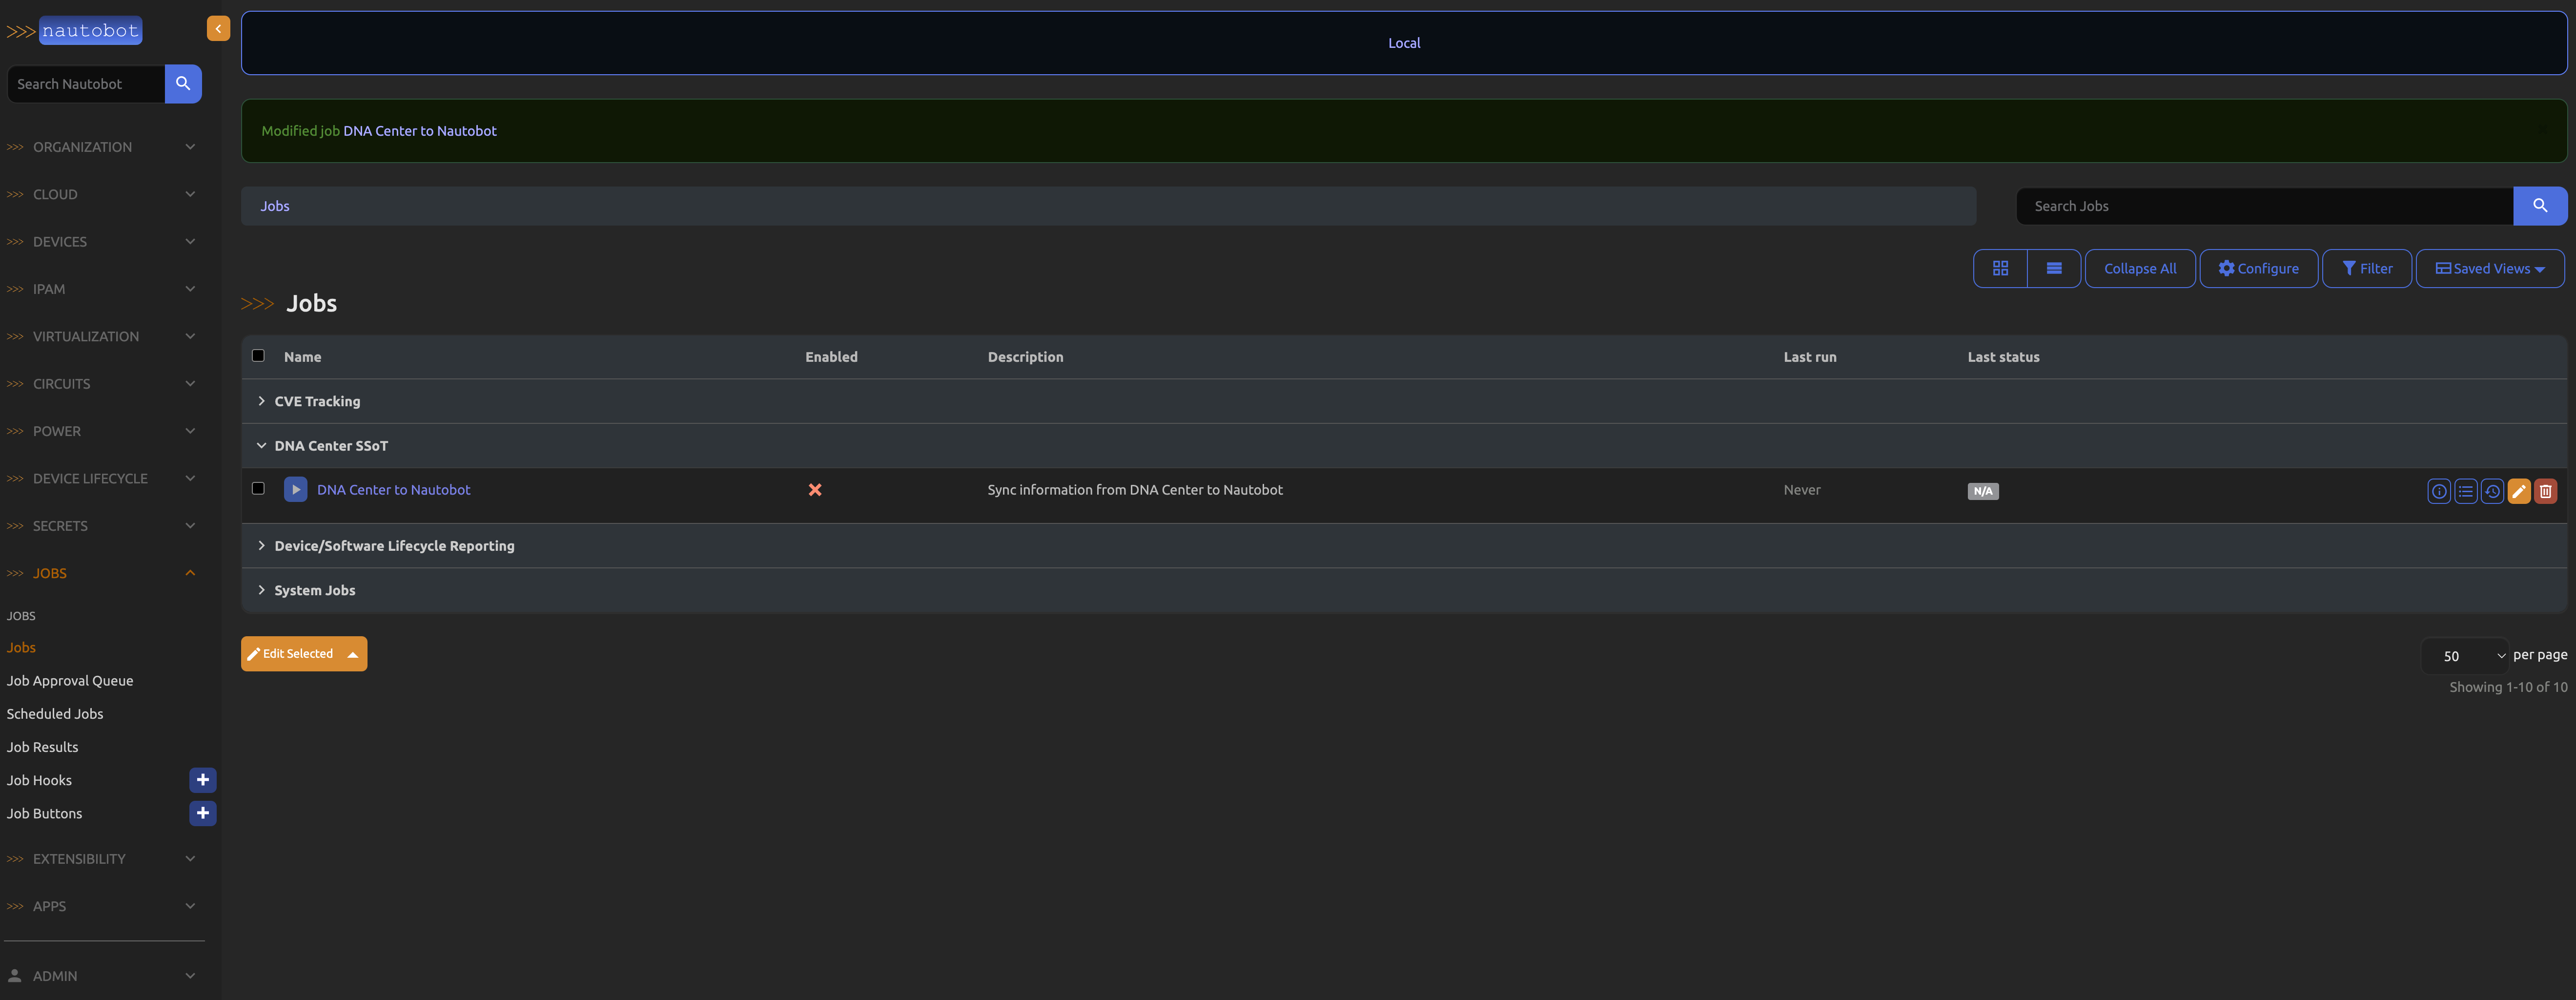 >>> nautobot
Search Nautobot
>>> ORGANIZATION
>>> CLOUD
>>> DEVICES
>>> IPAM
>>> VIRTUALIZATION
>>> CIRCUITS
>>> POWER
>>> DEVICE LIFECYCLE
>>> SECRETS
>>> JOBS
JOBS
Jobs
Job Approval Queue
Scheduled Jobs
Job Results
Job Hooks
Job Buttons
>>> EXTENSIBILITY
>>> APPS
ADMIN
Local
Modified job DNA Center to Nautobot
Jobs
Search Jobs
Collapse All Configure Filter Saved Views
>>> Jobs
Name Enabled Description Last run Last status
CVE Tracking
DNA Center SSoT
DNA Center to Nautobot Sync information from DNA Center to Nautobot Never N/A
Device/Software Lifecycle Reporting
System Jobs
Edit Selected
50 per page
Showing 1-10 of 10